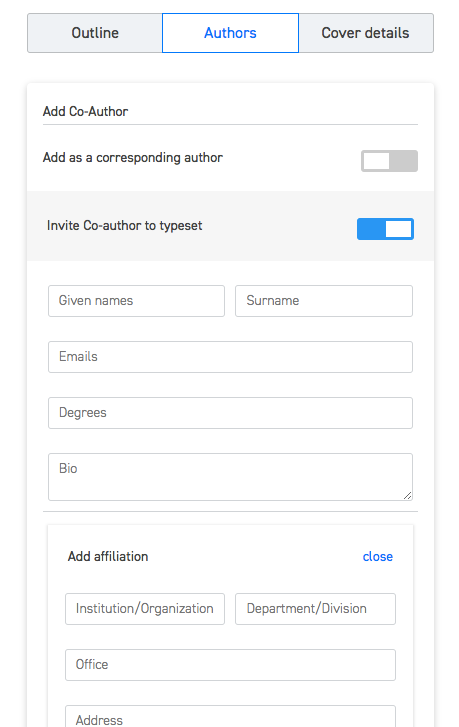 Outline Authors Cover details
Add Co-Author
Add as a corresponding author
Invite Co-author to typeset
Given names Surname
Emails
Degrees
Bio
Add affiliation close
Institution/Organization Department/Division
Office
Address